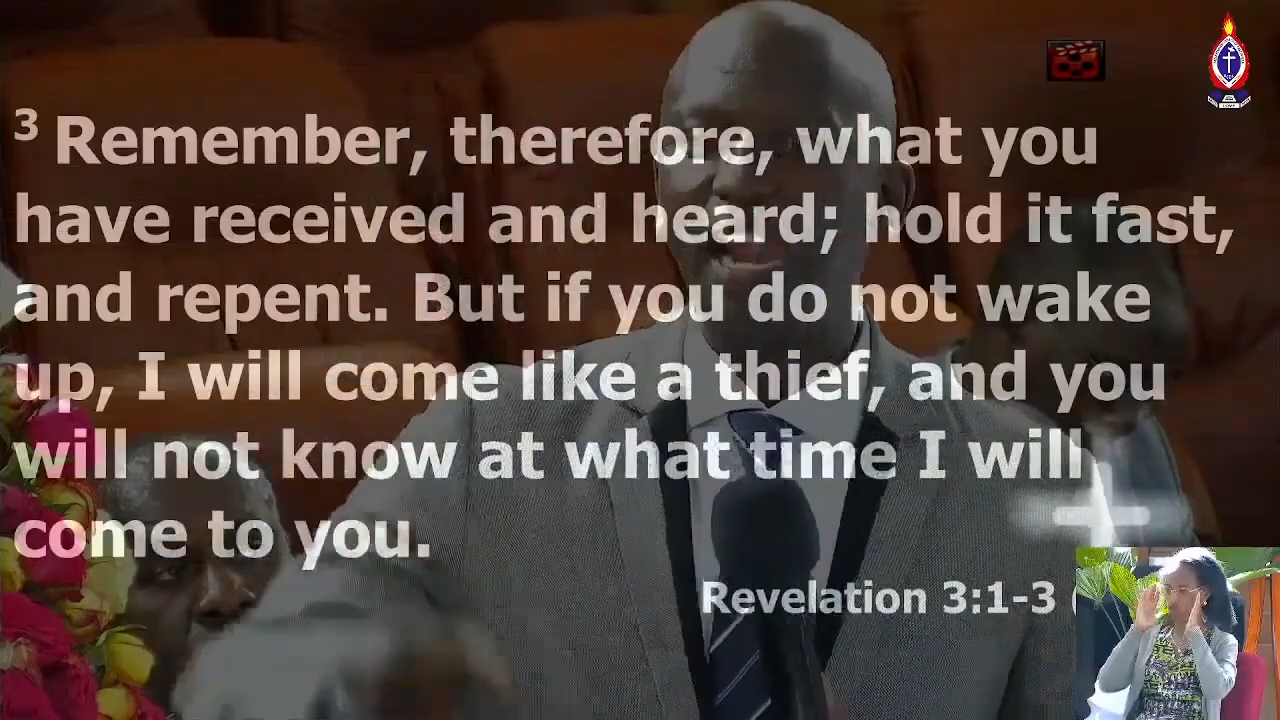 3 Remember, therefore, what you
have received and heard; hold it fast,
and repent. But if you do not wake
up, I will come like a thief, and you
will not know at what time I will
come to you.
Revelation 3:1-3